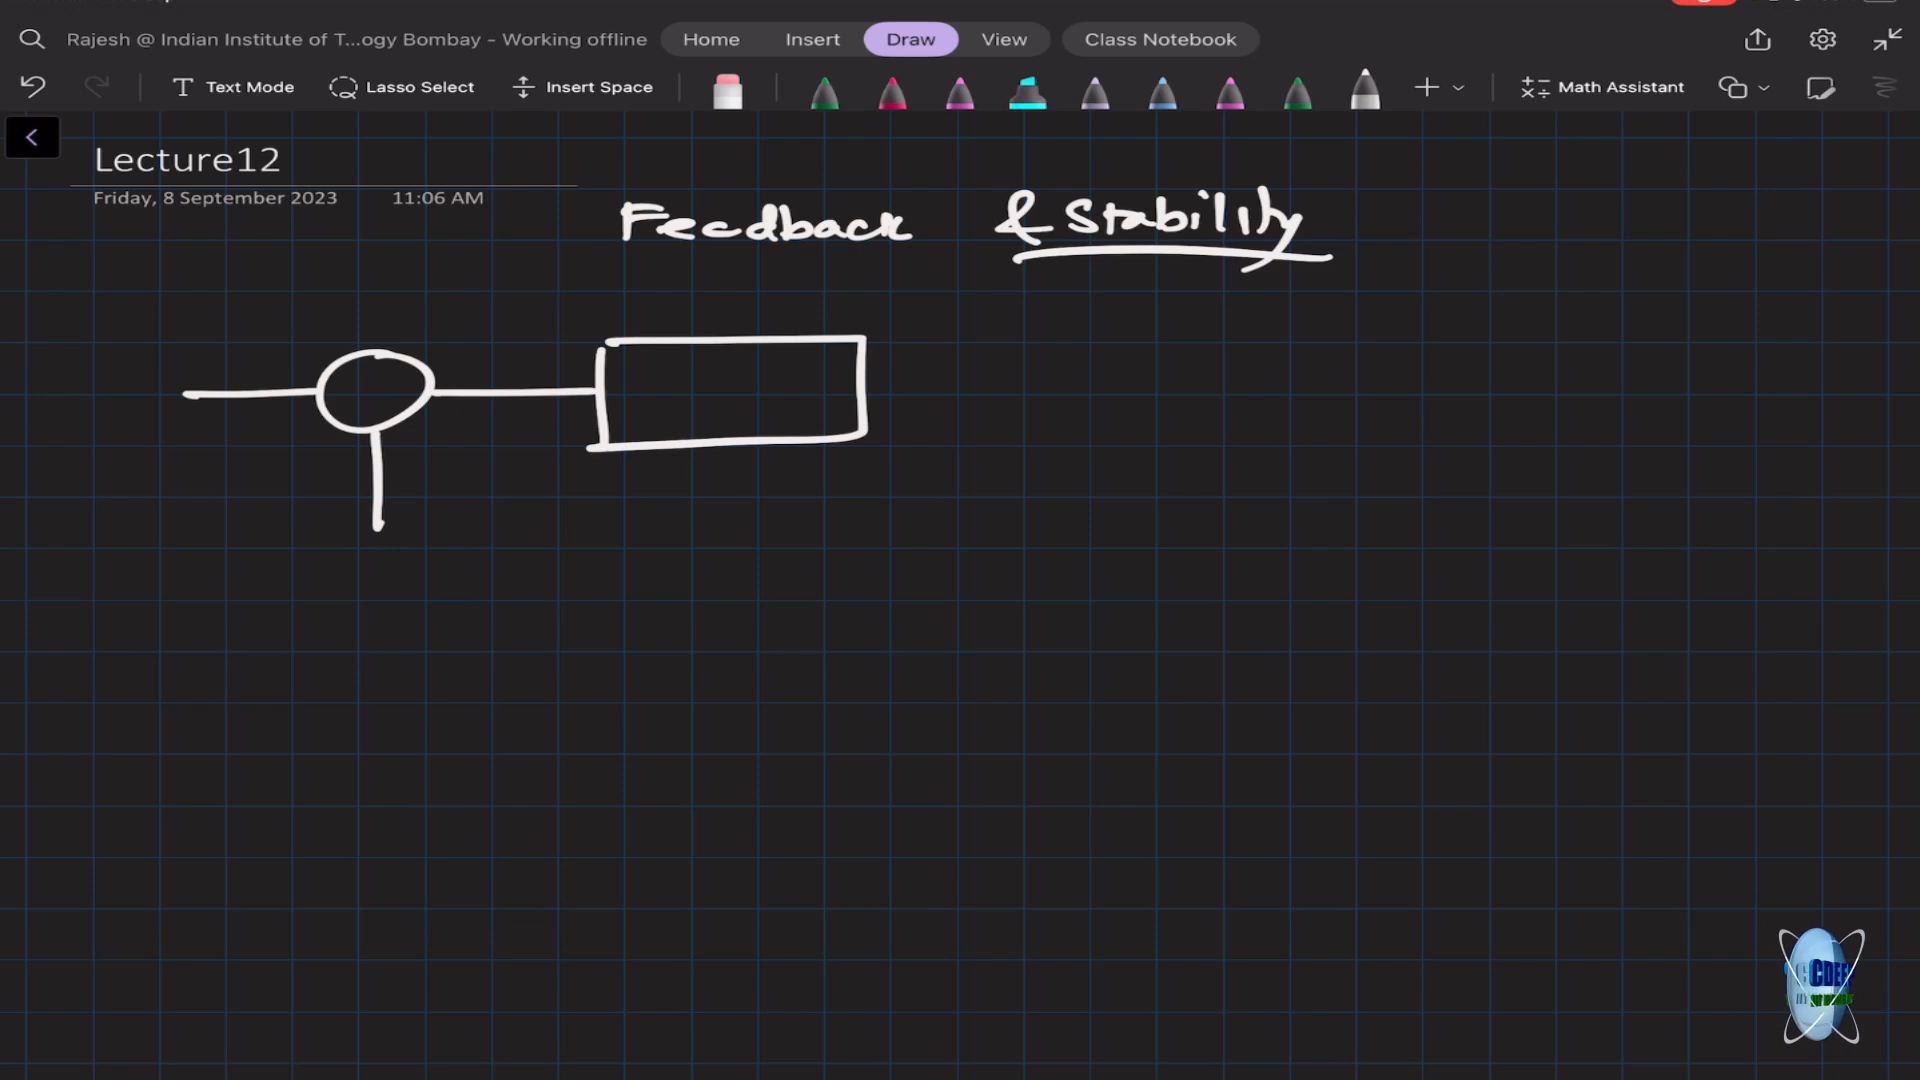 Rajesh @ Indian Institute of T...ogy Bombay - Working offline Home Insert Draw View Class Notebook
Text Mode Lasso Select Insert Space Math Assistant
Lecture12
Friday, 8 September 2023 11:06 AM
Feedback & Stability